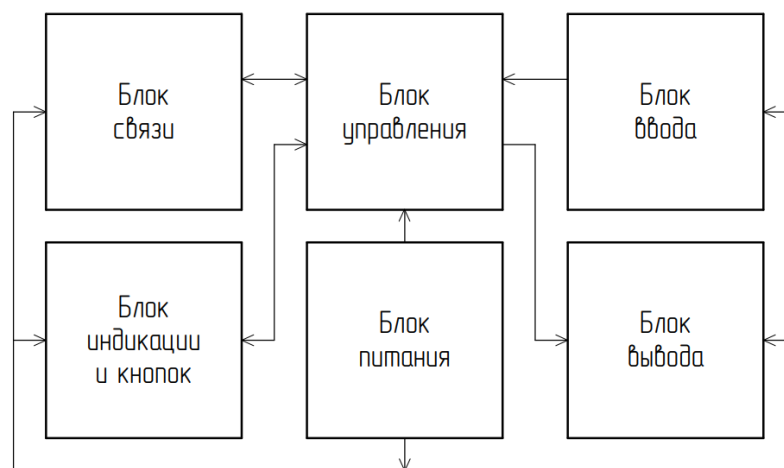 Блок
связи
Блок
управления
Блок
ввода
Блок
индикации
и кнопок
Блок
питания
Блок
вывода